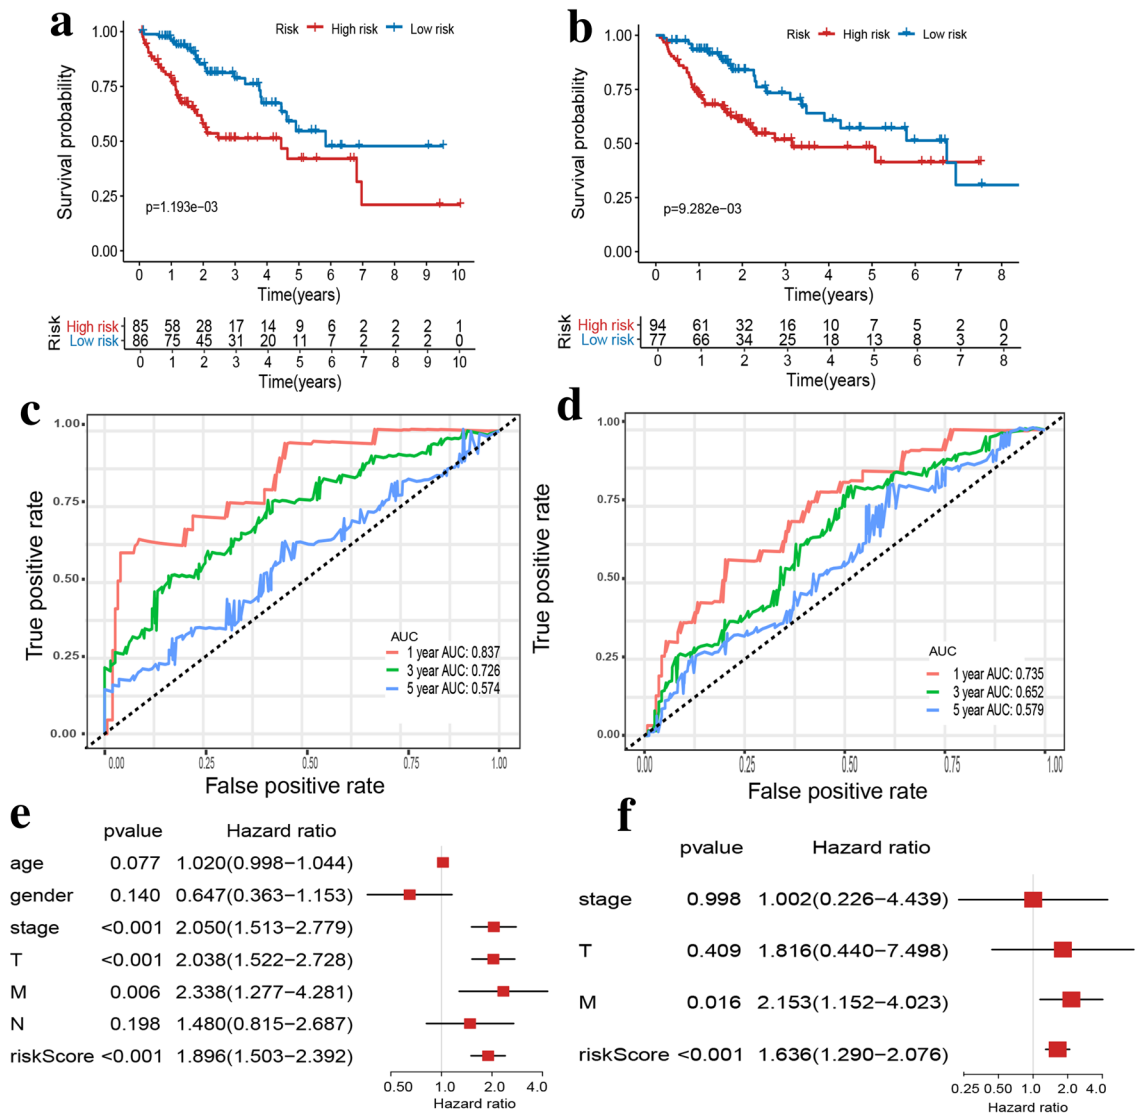 a
Risk High risk Low risk
Survival probability
1.00
0.75
0.50
0.25
0.00
p=1.193e−03
0 1 2 3 4 5 6 7 8 9 10
Time(years)
Risk
High risk 85 58 28 17 14 9 6 2 2 2 1
Low risk 86 75 45 31 20 11 7 2 2 2 0
0 1 2 3 4 5 6 7 8 9 10
Time(years)
b
Risk High risk Low risk
Survival probability
1.00
0.75
0.50
0.25
0.00
p=9.282e−03
0 1 2 3 4 5 6 7 8
Time(years)
Risk
High risk 94 61 32 16 10 7 5 2 0
Low risk 77 66 34 25 18 13 8 3 2
0 1 2 3 4 5 6 7 8
Time(years)
c
True positive rate
1.00
0.75
0.50
0.25
0.00
AUC
1 year AUC: 0.837
3 year AUC: 0.726
5 year AUC: 0.574
0.00 0.25 0.50 0.75 1.00
False positive rate
d
True positive rate
1.00
0.75
0.50
0.25
0.00
AUC
1 year AUC: 0.735
3 year AUC: 0.652
5 year AUC: 0.579
0.00 0.25 0.50 0.75 1.00
False positive rate
e
pvalue Hazard ratio
age 0.077 1.020(0.998−1.044)
gender 0.140 0.647(0.363−1.153)
stage <0.001 2.050(1.513−2.779)
T <0.001 2.038(1.522−2.728)
M 0.006 2.338(1.277−4.281)
N 0.198 1.480(0.815−2.687)
riskScore <0.001 1.896(1.503−2.392)
0.50 1.0 2.0 4.0
Hazard ratio
f
pvalue Hazard ratio
stage 0.998 1.002(0.226−4.439)
T 0.409 1.816(0.440−7.498)
M 0.016 2.153(1.152−4.023)
riskScore <0.001 1.636(1.290−2.076)
0.25 0.50 1.0 2.0 4.0
Hazard ratio